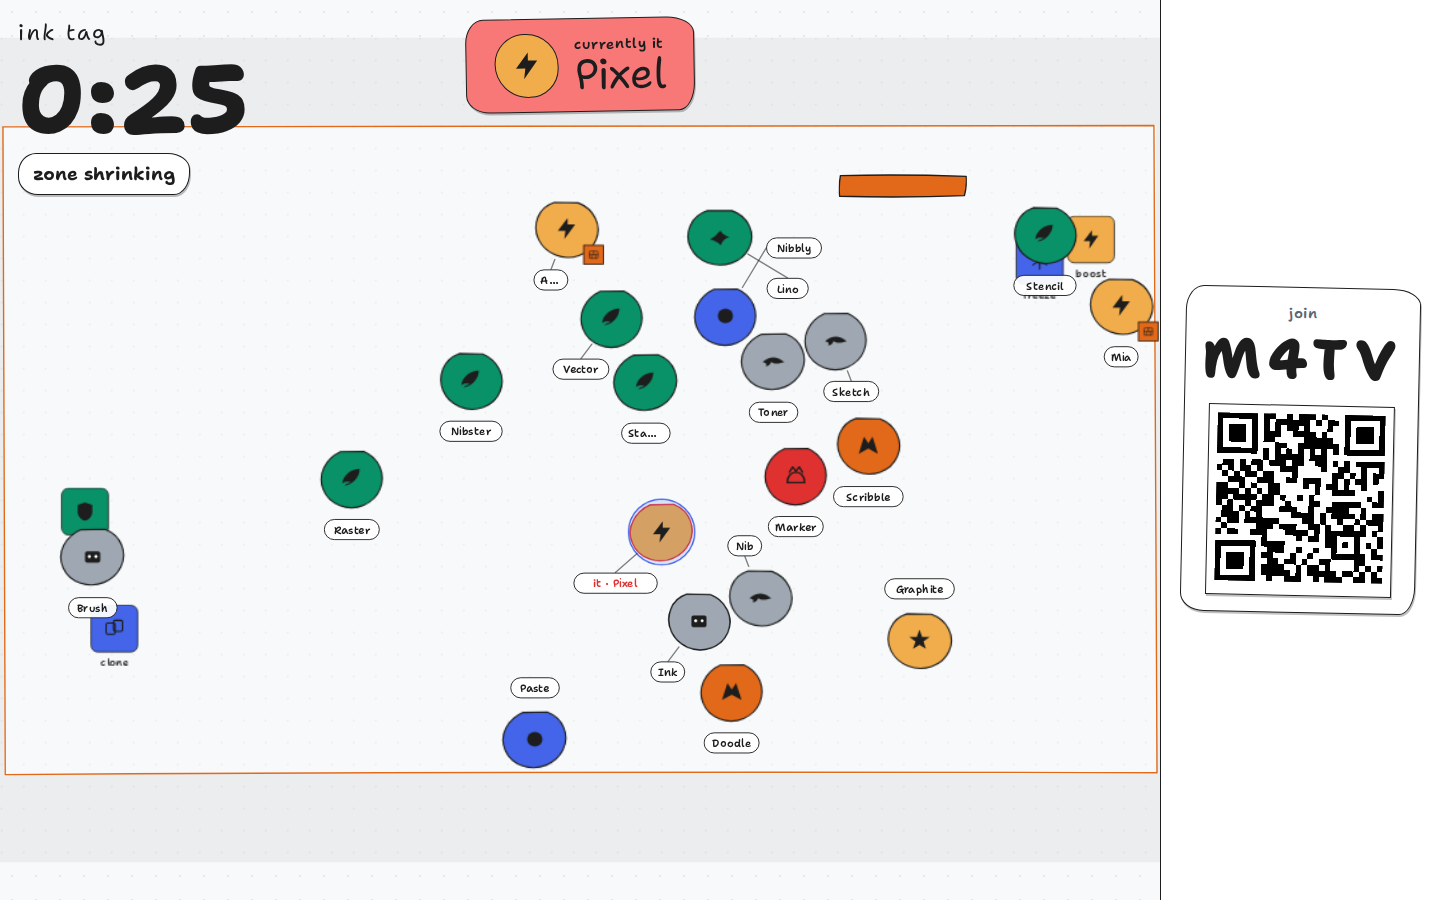 ink tag
0:25
zone shrinking
currently it
Pixel
A...
Nibbly
Lino
boost
Stencil
Mia
Vector
Sketch
Toner
Nibster
Sta...
Scribble
Marker
Raster
Nib
it · Pixel
Graphite
Brush
clone
Ink
Paste
Doodle
join
M4TV